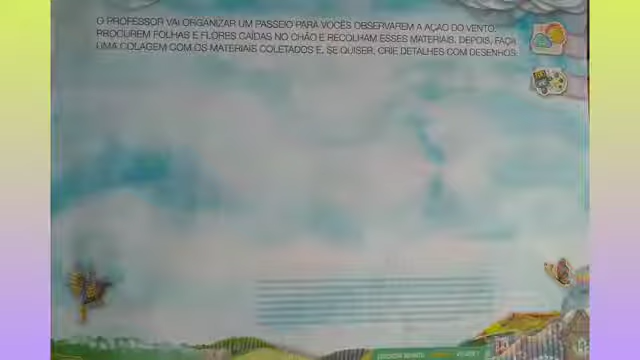 O PROFESSOR VAI ORGANIZAR UM PASSEIO PARA VOCÊS OBSERVAREM A AÇÃO DO VENTO.
PROCUREM FOLHAS E FLORES CAÍDAS NO CHÃO E RECOLHAM ESSES MATERIAIS. DEPOIS, FAÇA
UMA COLAGEM COM OS MATERIAIS COLETADOS E, SE QUISER, CRIE DETALHES COM DESENHOS.